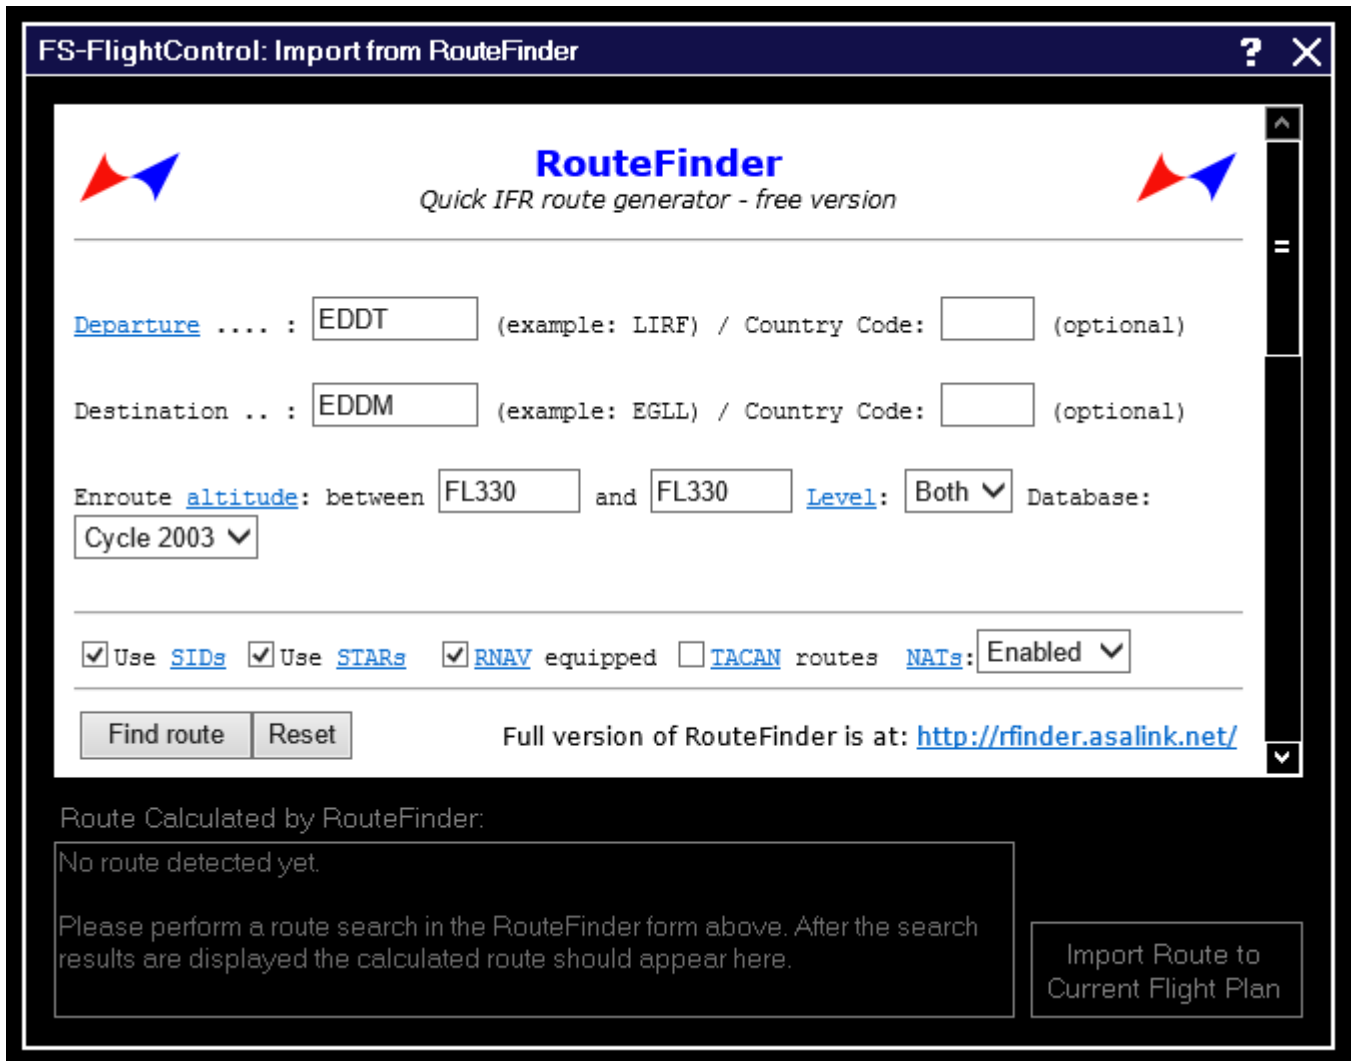 FS-FlightControl: Import from RouteFinder ? X
RouteFinder
Quick IFR route generator - free version
Departure .... : EDDT (example: LIRF) / Country Code: (optional)
Destination .. : EDDM (example: EGLL) / Country Code: (optional)
Enroute altitude: between FL330 and FL330 Level: Both Database:
Cycle 2003
Use SIDs Use STARs RNAV equipped TACAN routes NATs: Enabled
Find route Reset Full version of RouteFinder is at: http://rfinder.asalink.net/
Route Calculated by RouteFinder:
No route detected yet.
Please perform a route search in the RouteFinder form above. After the search
results are displayed the calculated route should appear here.
Import Route to
Current Flight Plan